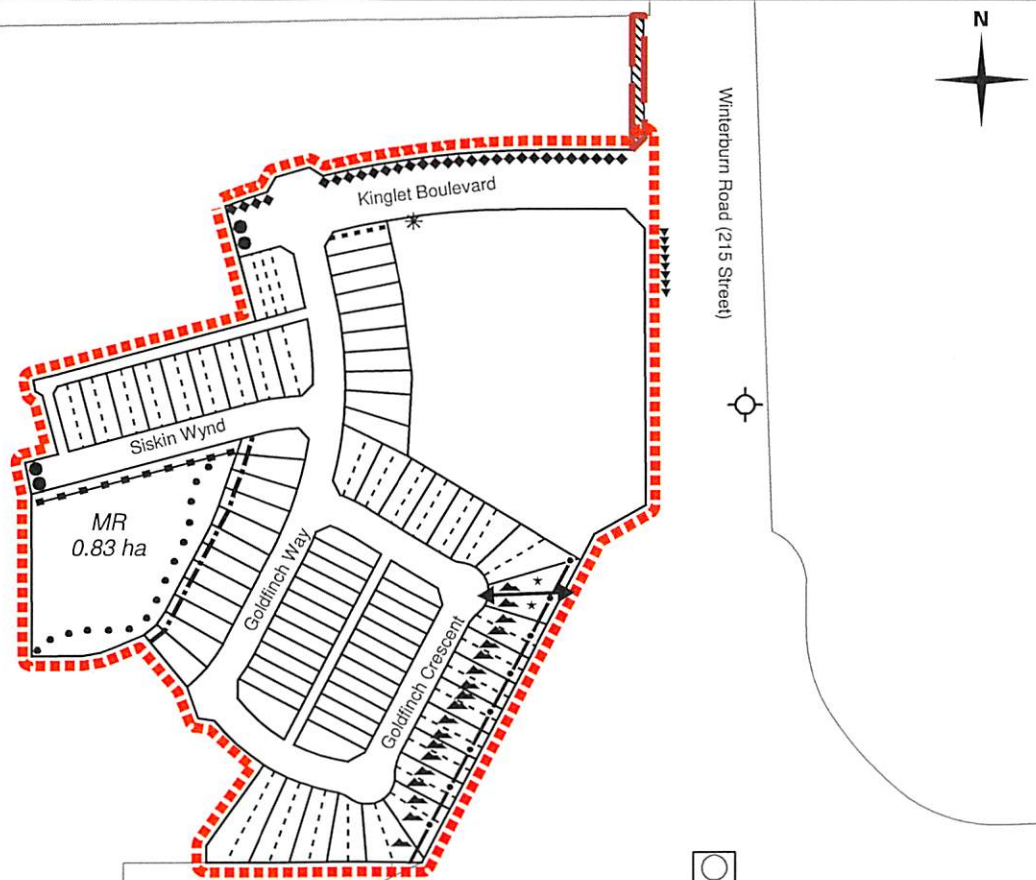 N
Winterburn Road (215 Street)
Kinglet Boulevard
Siskin Wynd
MR
0.83 ha
Goldfinch Way
Goldfinch Crescent